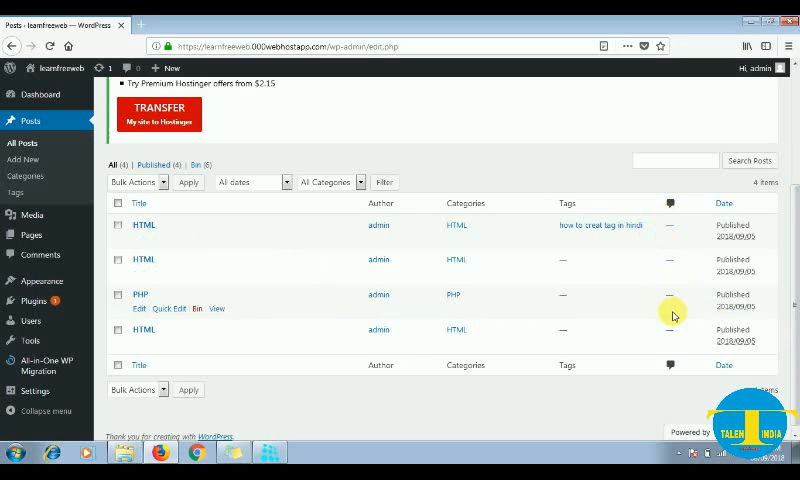 Posts ‹ learnfreeweb — WordPress
https://learnfreeweb.000webhostapp.com/wp-admin/edit.php
learnfreeweb 1 0 + New Hi, admin
Dashboard
Posts
All Posts
Add New
Categories
Tags
Media
Pages
Comments
Appearance
Plugins 1
Users
Tools
All-in-One WP
Migration
Settings
Collapse menu
Try Premium Hostinger offers from $2.15
TRANSFER
My site to Hostinger
All (4) | Published (4) | Bin (6)
Search Posts
Bulk Actions Apply All dates All Categories Filter 4 items
Title Author Categories Tags Date
HTML admin HTML how to creat tag in hindi — Published
2018/09/05
HTML admin HTML — — Published
2018/09/05
PHP admin PHP — — Published
Edit | Quick Edit | Bin | View 2018/09/05
HTML admin HTML — — Published
2018/09/05
Title Author Categories Tags Date
Bulk Actions Apply items
Thank you for creating with WordPress.
Powered by
T
TALEN INDIA
/09/2018